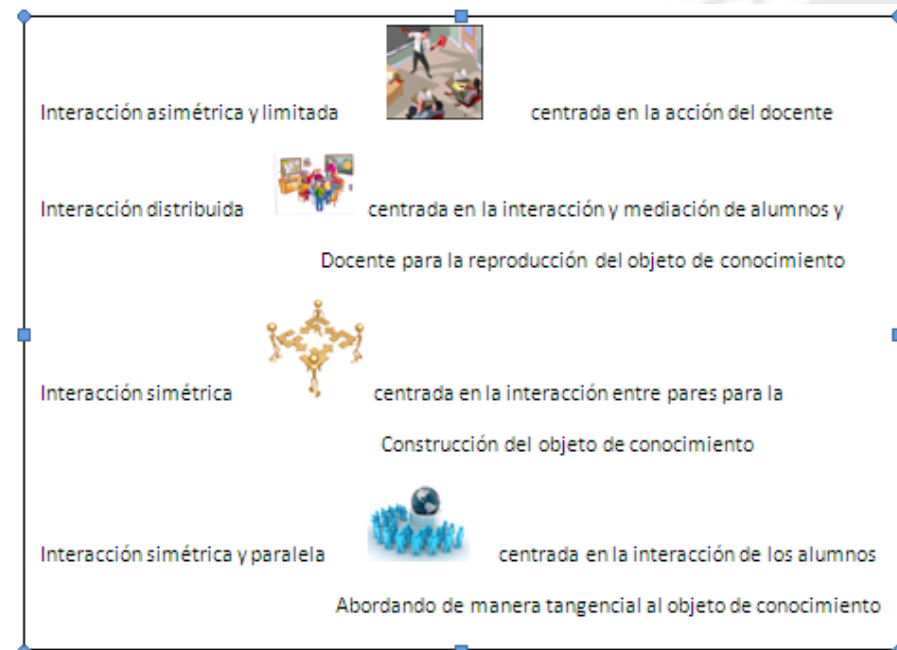 Interacción asimétrica y limitada centrada en la acción del docente
Interacción distribuida centrada en la interacción y mediación de alumnos y
Docente para la reproducción del objeto de conocimiento
Interacción simétrica centrada en la interacción entre pares para la
Construcción del objeto de conocimiento
Interacción simétrica y paralela centrada en la interacción de los alumnos
Abordando de manera tangencial al objeto de conocimiento